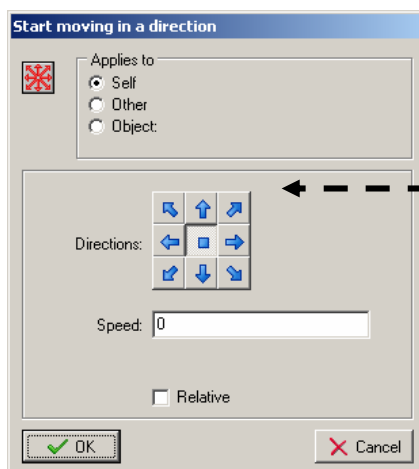 Start moving in a direction
Applies to
Self
Other
Object:
Directions:
Speed: 0
Relative
OK
Cancel